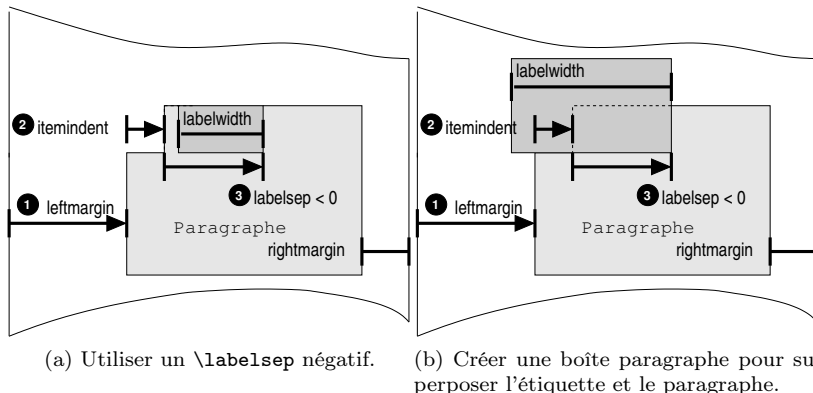 labelwidth
2 itemindent
3 labelsep < 0
1 leftmargin
Paragraphe
rightmargin
(a) Utiliser un \labelsep négatif.
labelwidth
2 itemindent
3 labelsep < 0
1 leftmargin
Paragraphe
rightmargin
(b) Créer une boîte paragraphe pour su
perposer l'étiquette et le paragraphe.